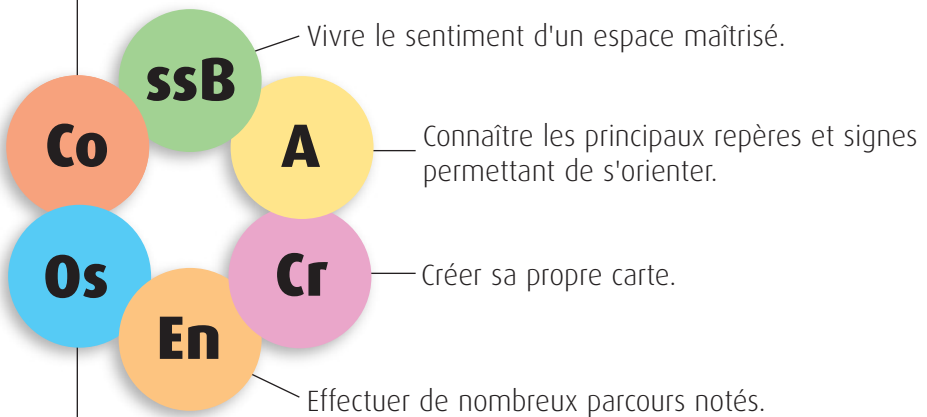 ssB
Vivre le sentiment d'un espace maîtrisé.
Co
A
Connaître les principaux repères et signes
permettant de s'orienter.
Os
Cr
Créer sa propre carte.
En
Effectuer de nombreux parcours notés.